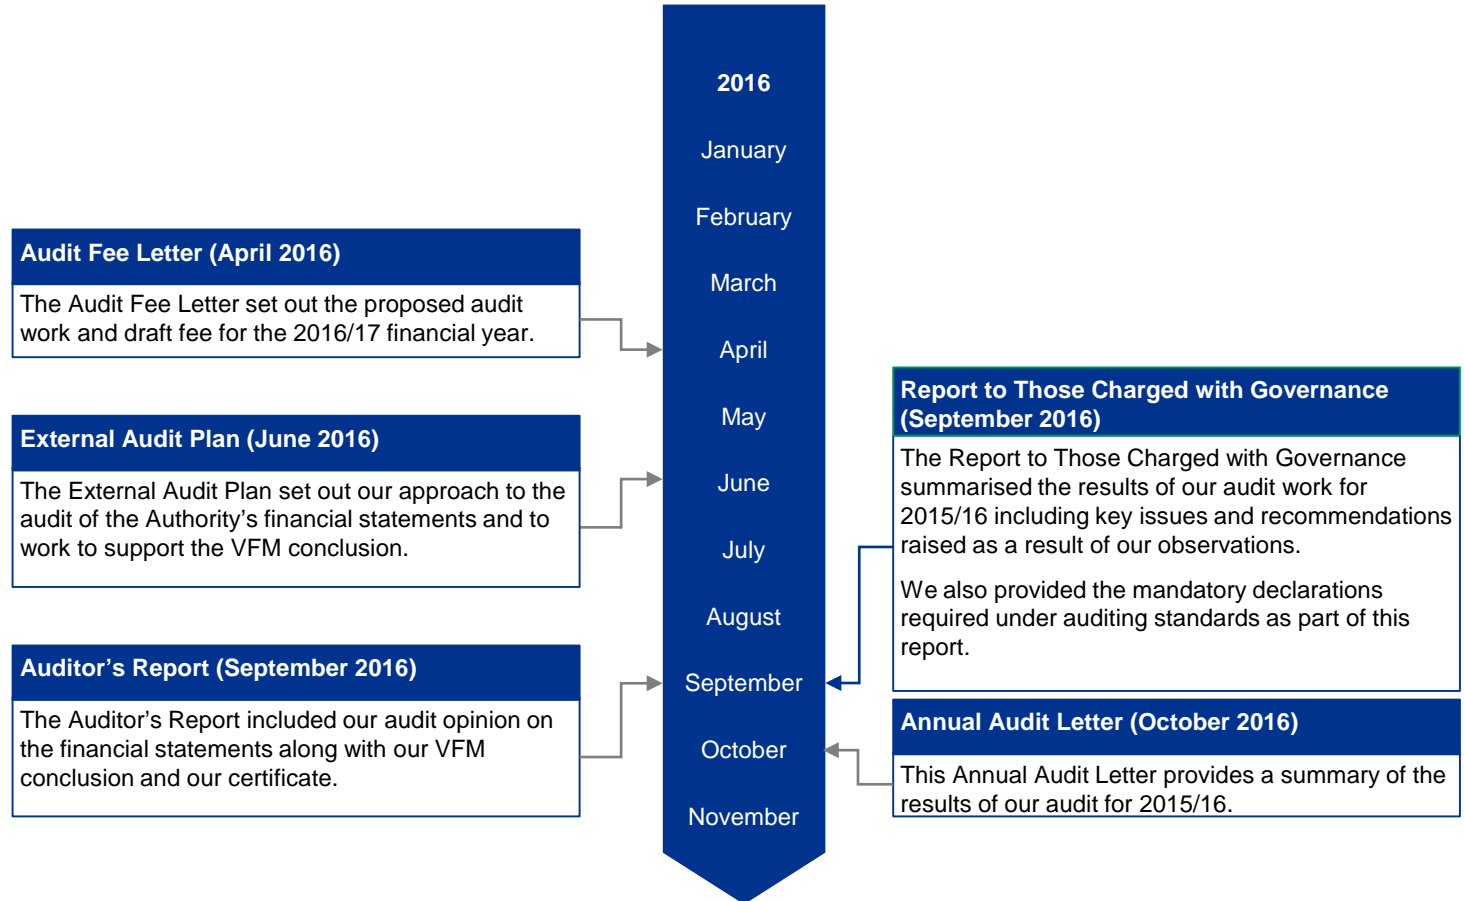 2016
January
February
March
April
May
June
July
August
September
October
November
Audit Fee Letter (April 2016)
The Audit Fee Letter set out the proposed audit
work and draft fee for the 2016/17 financial year.
External Audit Plan (June 2016)
The External Audit Plan set out our approach to the
audit of the Authority’s financial statements and to
work to support the VFM conclusion.
Auditor’s Report (September 2016)
The Auditor’s Report included our audit opinion on
the financial statements along with our VFM
conclusion and our certificate.
Report to Those Charged with Governance
(September 2016)
The Report to Those Charged with Governance
summarised the results of our audit work for
2015/16 including key issues and recommendations
raised as a result of our observations.
We also provided the mandatory declarations
required under auditing standards as part of this
report.
Annual Audit Letter (October 2016)
This Annual Audit Letter provides a summary of the
results of our audit for 2015/16.